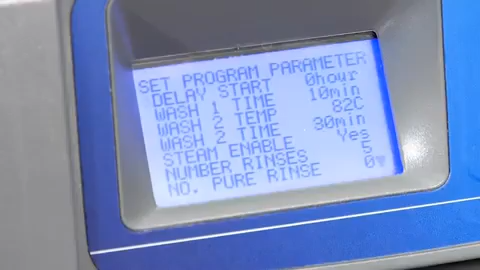 SET PROGRAM PARAMETER
DELAY START 0hour
WASH 1 TIME 10min
WASH 2 TEMP 82C
WASH 2 TIME 30min
STEAM ENABLE Yes
NUMBER RINSES 5
NO. PURE RINSE 0▼